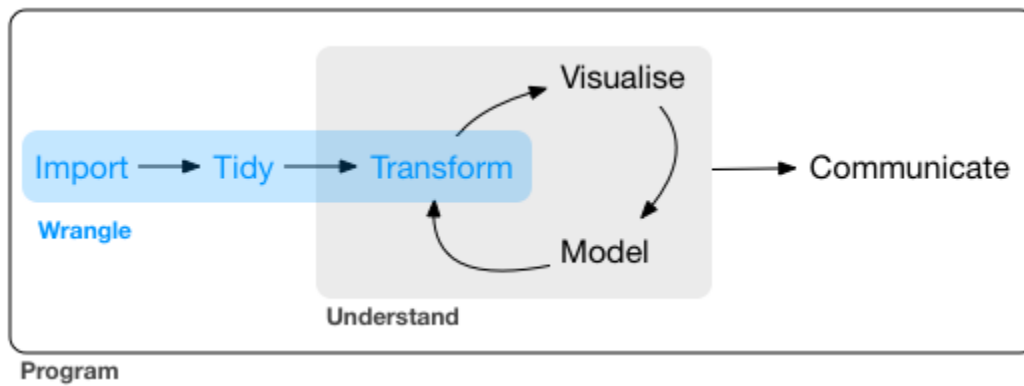 Visualise
Import Tidy Transform Communicate
Wrangle
Model
Understand
Program